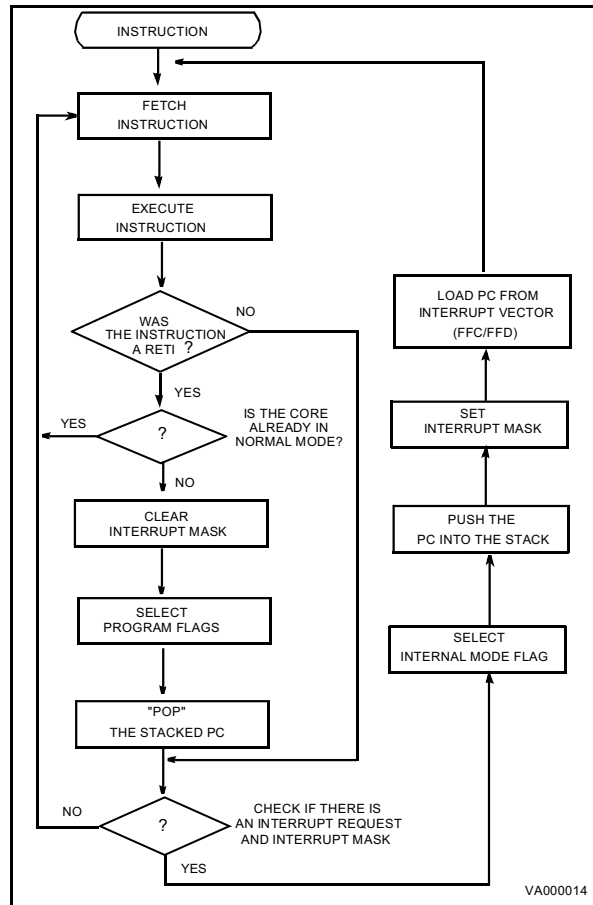 INSTRUCTION
FETCH
INSTRUCTION
EXECUTE
INSTRUCTION
WAS
THE INSTRUCTION
A RETI ?
NO
YES
?
IS THE CORE
ALREADY IN
NORMAL MODE?
YES
NO
CLEAR
INTERRUPT MASK
SELECT
PROGRAM FLAGS
"POP"
THE STACKED PC
?
CHECK IF THERE IS
AN INTERRUPT REQUEST
AND INTERRUPT MASK
NO
YES
LOAD PC FROM
INTERRUPT VECTOR
(FFC/FFD)
SET
INTERRUPT MASK
PUSH THE
PC INTO THE STACK
SELECT
INTERNAL MODE FLAG
VA000014